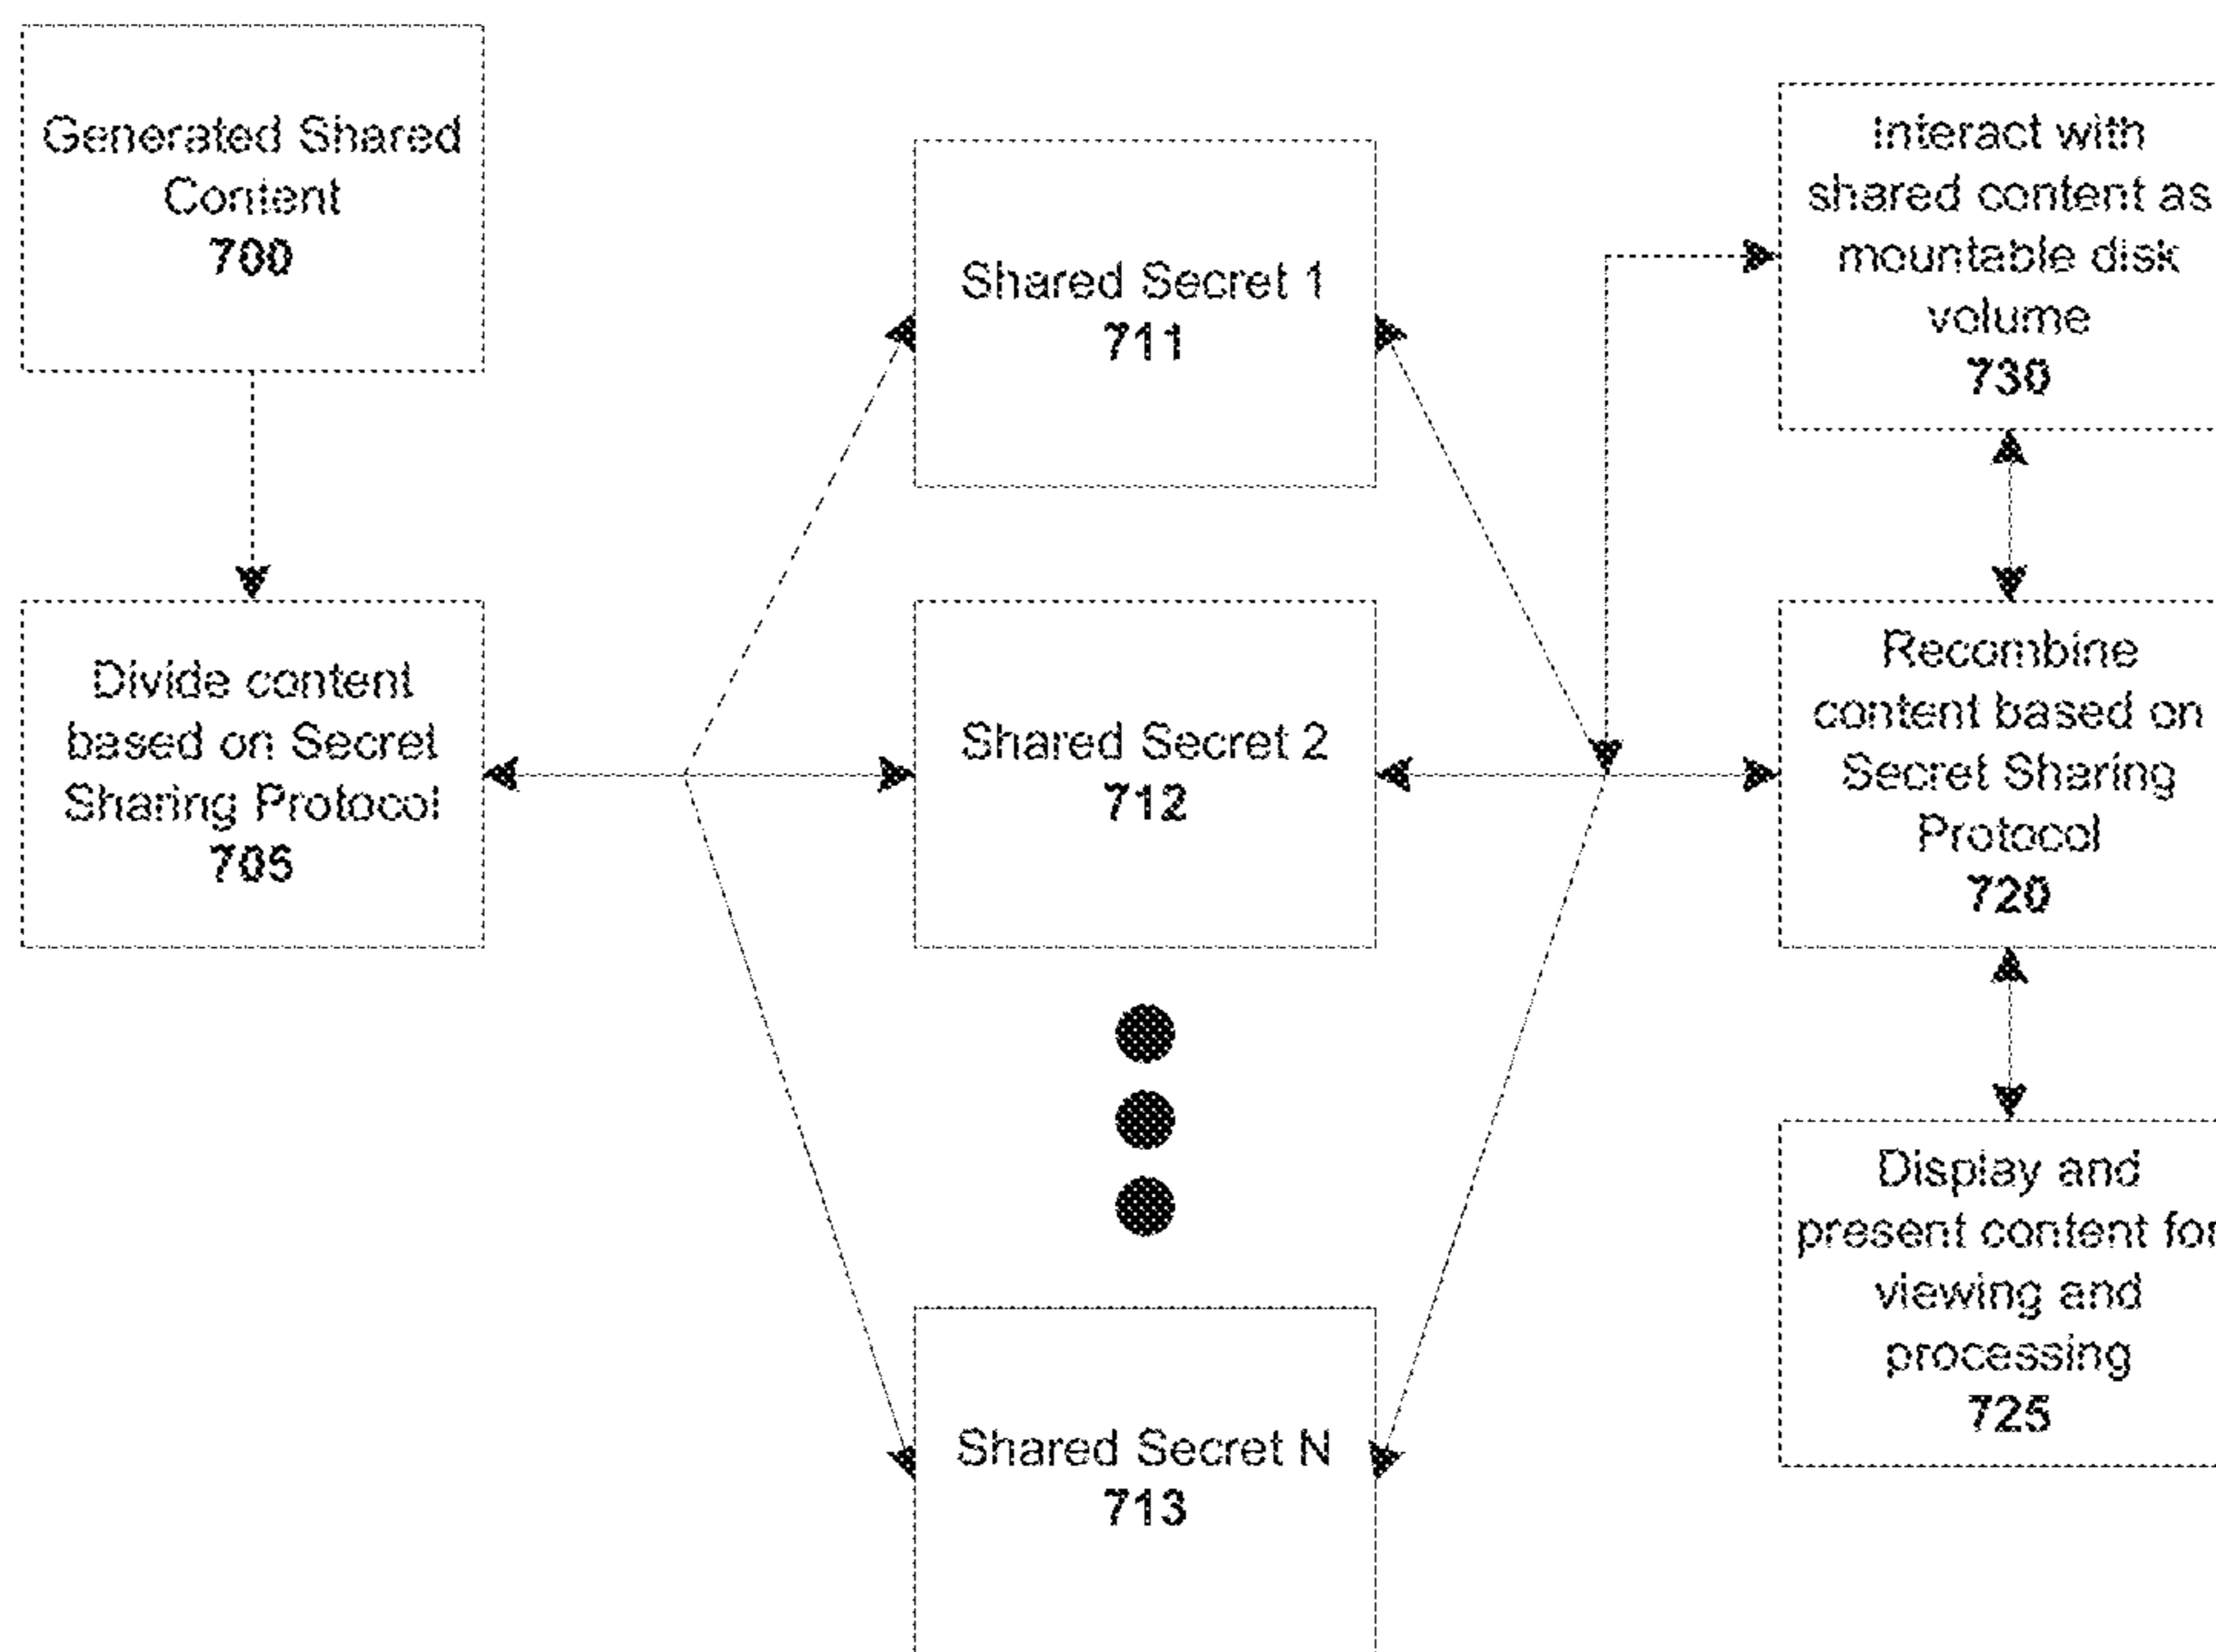 Generated Shared
Content
700
Divide content
based on Secret
Sharing Protocol
705
Shared Secret 1
711
Shared Secret 2
712
Shared Secret N
713
Interact with
shared content as
mountable disk
volume
730
Recombine
content based on
Secret Sharing
Protocol
720
Display and
present content for
viewing and
processing
725